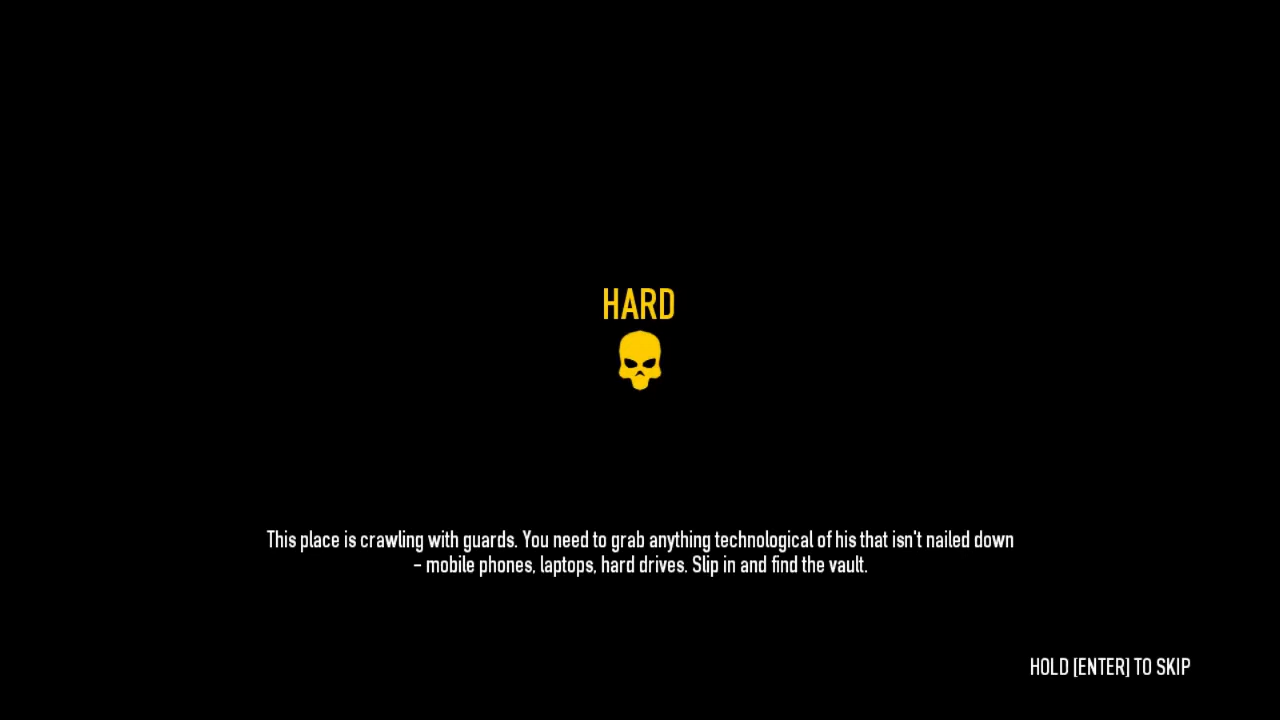 HARD
This place is crawling with guards. You need to grab anything technological of his that isn't nailed down
- mobile phones, laptops, hard drives. Slip in and find the vault.
HOLD [ENTER] TO SKIP